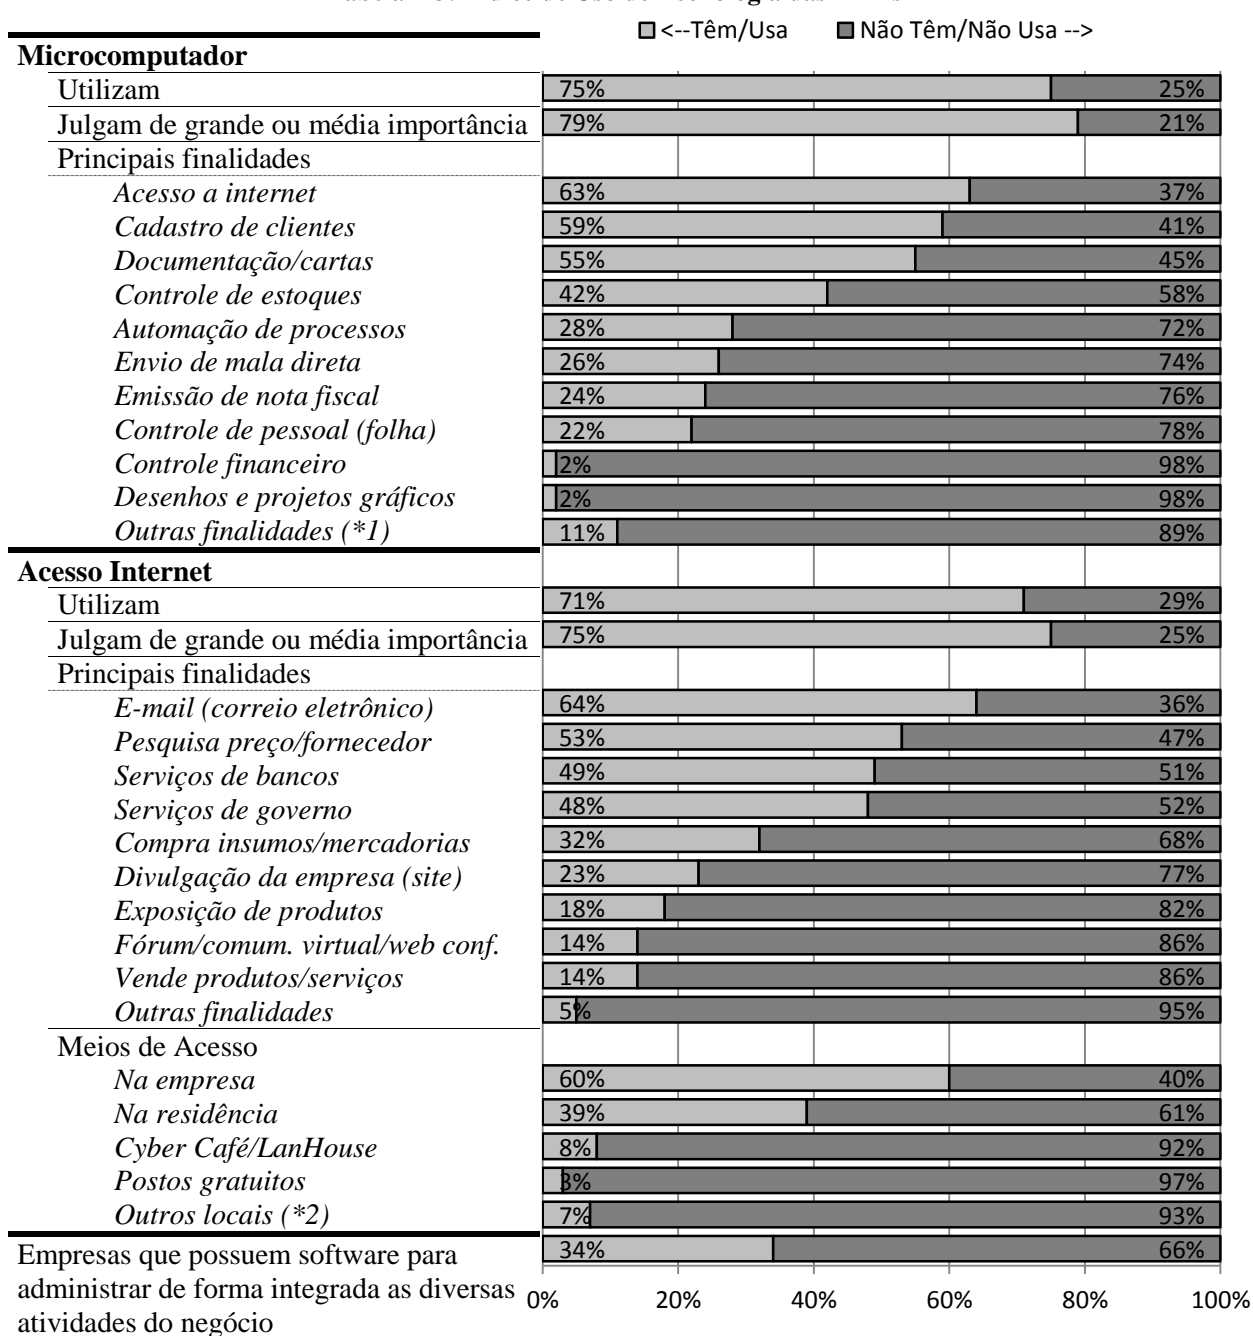 <--Têm/Usa Não Têm/Não Usa -->
Microcomputador
Utilizam 75% 25%
Julgam de grande ou média importância 79% 21%
Principais finalidades
Acesso a internet 63% 37%
Cadastro de clientes 59% 41%
Documentação/cartas 55% 45%
Controle de estoques 42% 58%
Automação de processos 28% 72%
Envio de mala direta 26% 74%
Emissão de nota fiscal 24% 76%
Controle de pessoal (folha) 22% 78%
Controle financeiro 2% 98%
Desenhos e projetos gráficos 2% 98%
Outras finalidades (*1) 11% 89%
Acesso Internet
Utilizam 71% 29%
Julgam de grande ou média importância 75% 25%
Principais finalidades
E-mail (correio eletrônico) 64% 36%
Pesquisa preço/fornecedor 53% 47%
Serviços de bancos 49% 51%
Serviços de governo 48% 52%
Compra insumos/mercadorias 32% 68%
Divulgação da empresa (site) 23% 77%
Exposição de produtos 18% 82%
Fórum/comum. virtual/web conf. 14% 86%
Vende produtos/serviços 14% 86%
Outras finalidades 5% 95%
Meios de Acesso
Na empresa 60% 40%
Na residência 39% 61%
Cyber Café/LanHouse 8% 92%
Postos gratuitos 3% 97%
Outros locais (*2) 7% 93%
Empresas que possuem software para 34% 66%
administrar de forma integrada as diversas
atividades do negócio
0% 20% 40% 60% 80% 100%